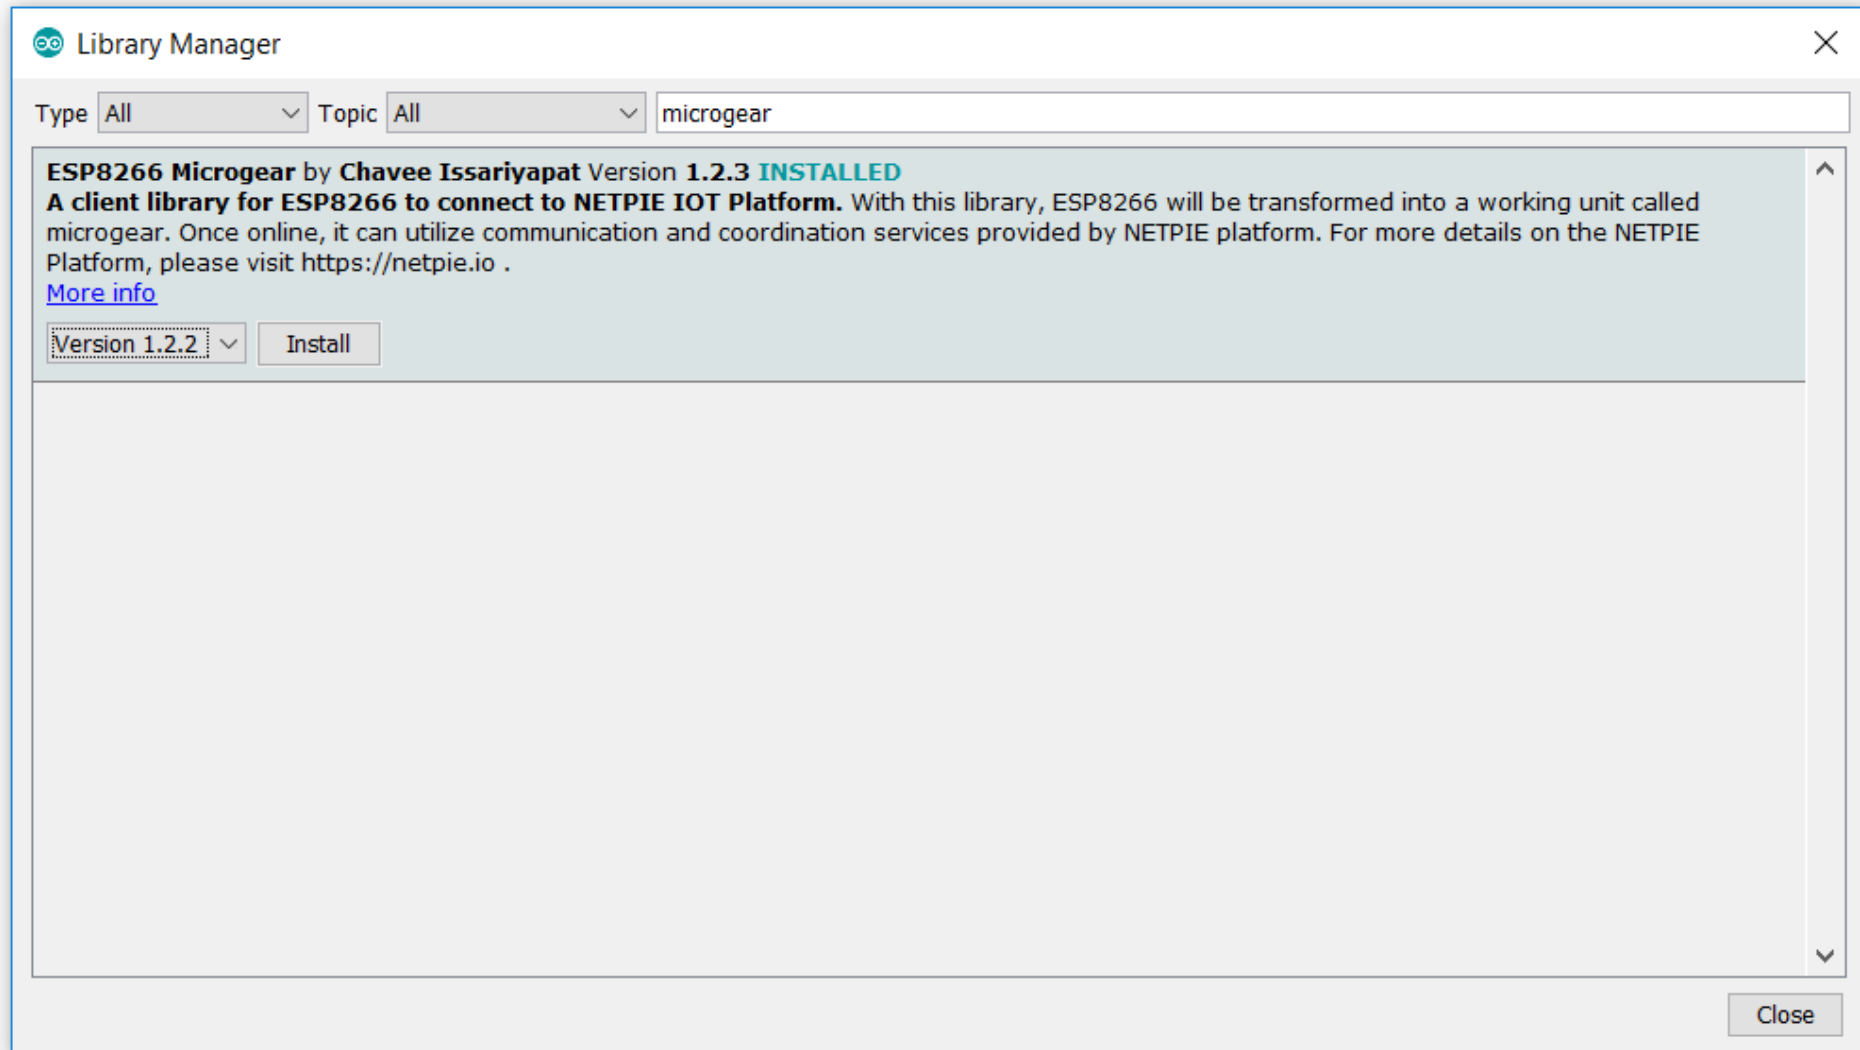 Library Manager
Type All Topic All microgear
ESP8266 Microgear by Chavee Issariyapat Version 1.2.3 INSTALLED
A client library for ESP8266 to connect to NETPIE IOT Platform. With this library, ESP8266 will be transformed into a working unit called
microgear. Once online, it can utilize communication and coordination services provided by NETPIE platform. For more details on the NETPIE
Platform, please visit https://netpie.io .
More info
Version 1.2.2 Install
Close